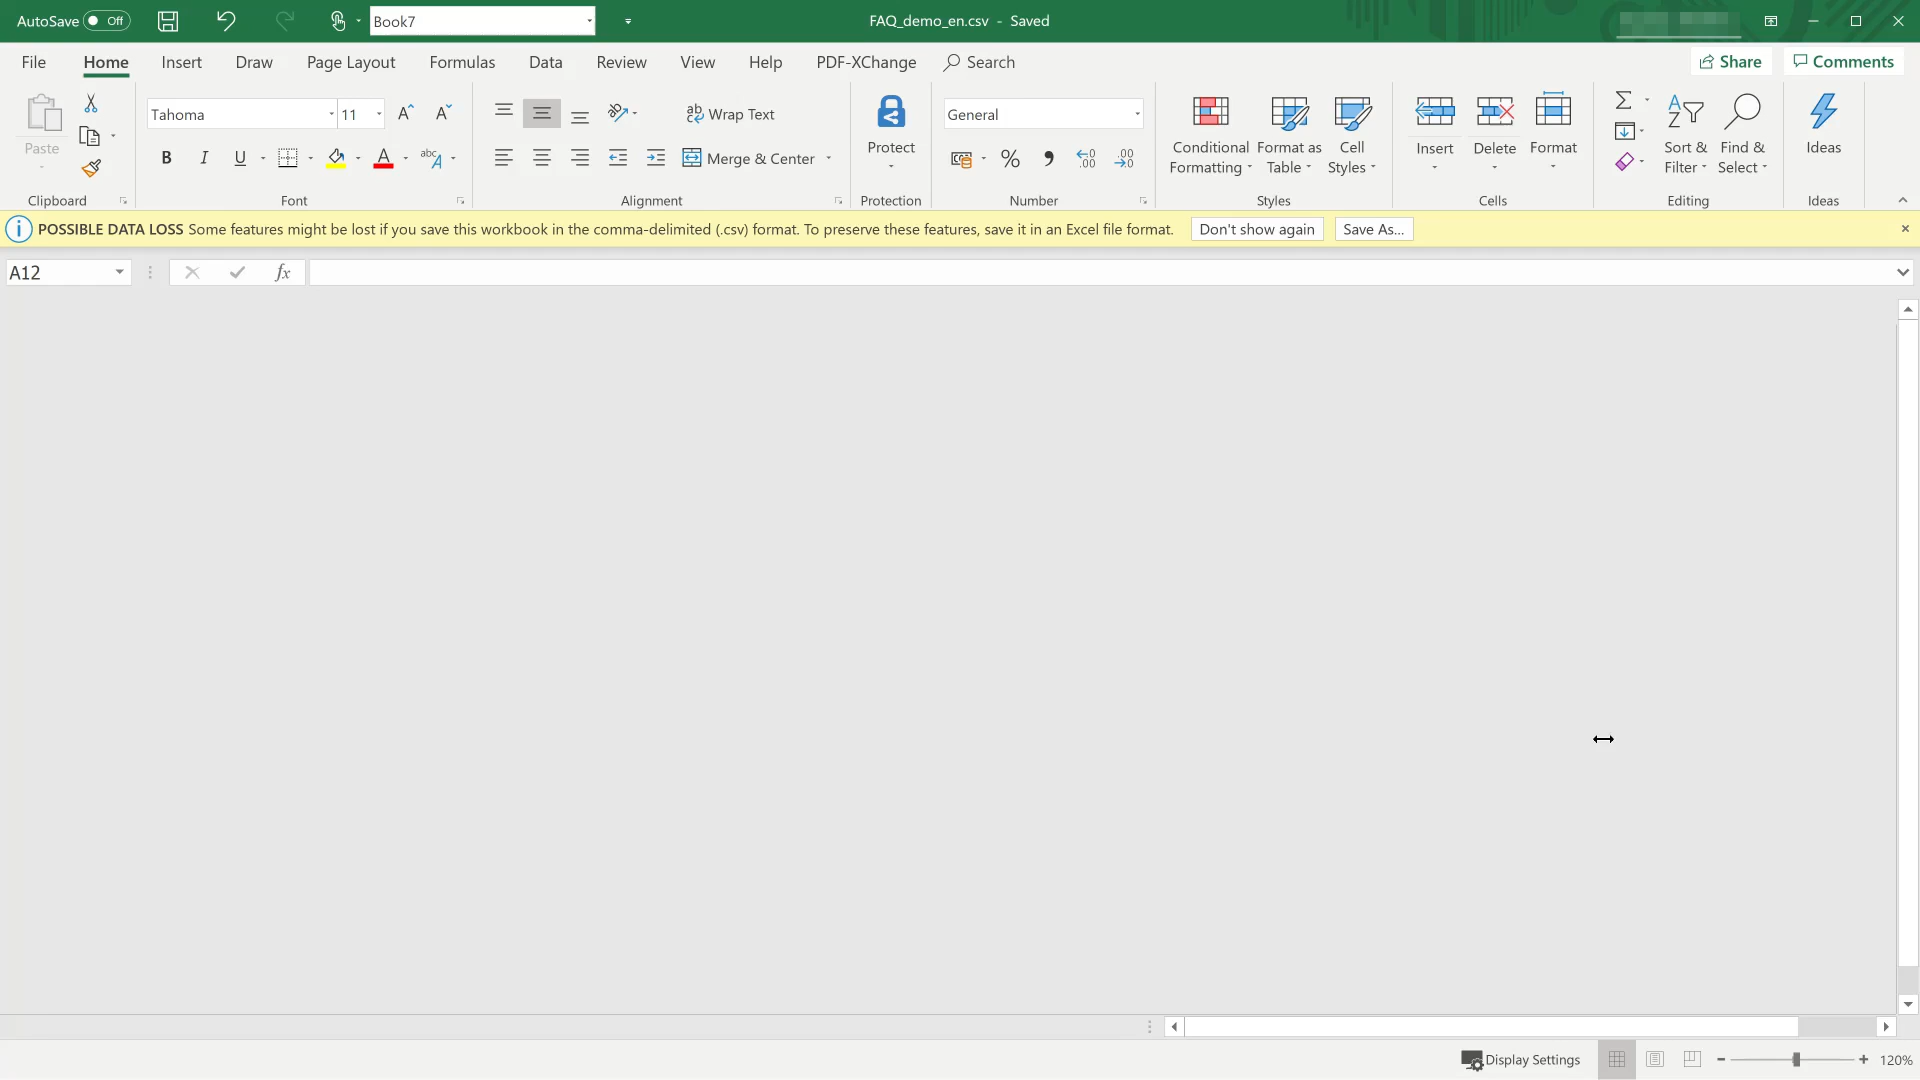 AutoSave Off Book7 FAQ_demo_en.csv - Saved
File Home Insert Draw Page Layout Formulas Data Review View Help PDF-XChange Search Share Comments
Paste
Clipboard
Tahoma 11
B I U abc A
Font
ab Wrap Text
Merge & Center
Alignment
Protect
Protection
General
% 
Number
Conditional Formatting
Format as Table
Cell Styles
Styles
Insert
Delete
Format
Cells
Sort & Filter
Find & Select
Editing
Ideas
Ideas
POSSIBLE DATA LOSS Some features might be lost if you save this workbook in the comma-delimited (.csv) format. To preserve these features, save it in an Excel file format. Don't show again Save As...
A12 fx
Display Settings 120%